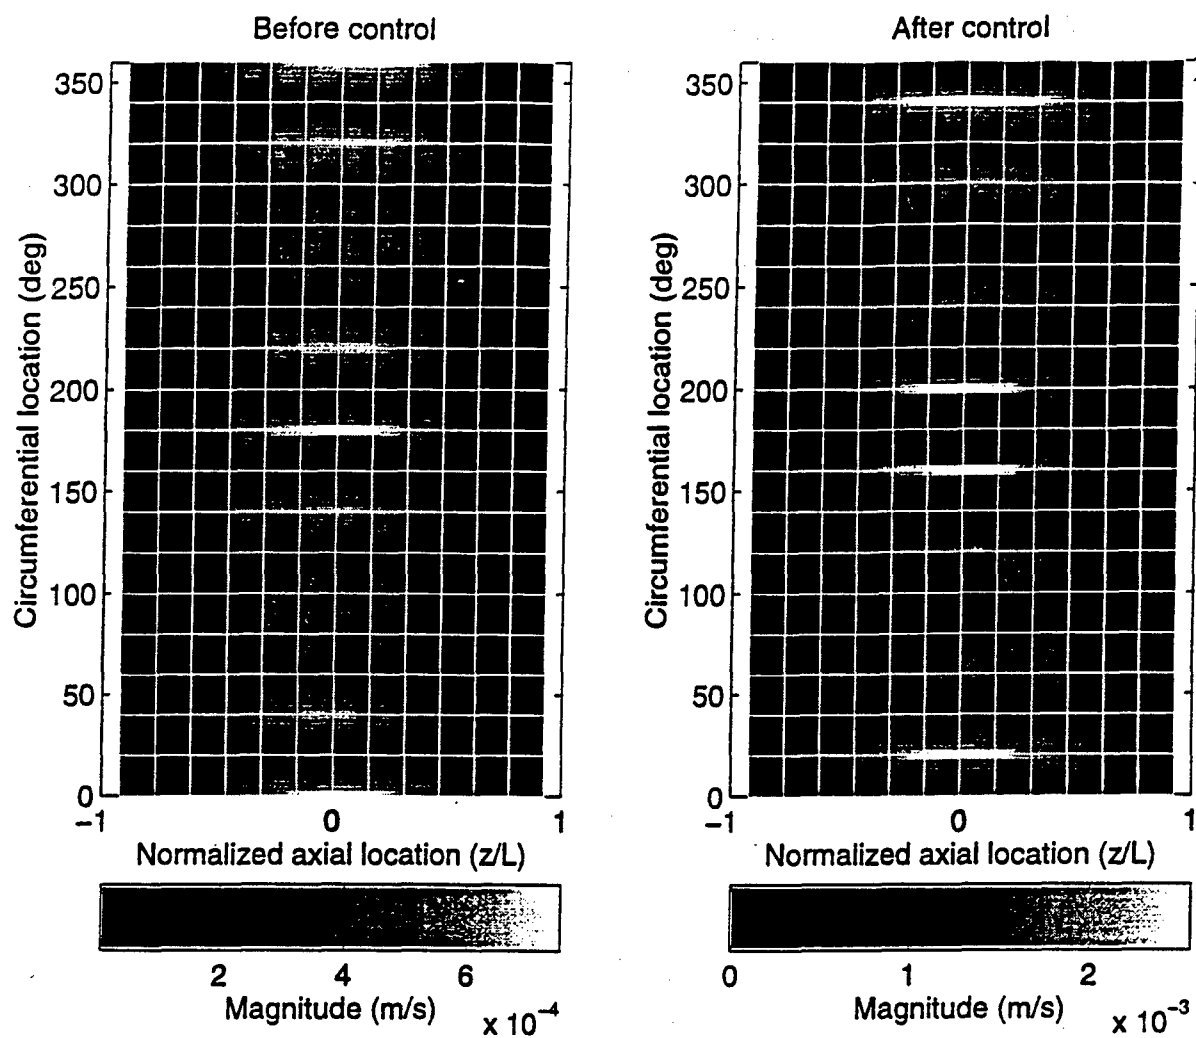 Before control
Circumferential location (deg)
350
300
250
200
150
100
50
0
−1 0 1
Normalized axial location (z/L)
2 4 6
Magnitude (m/s) x 10⁻⁴
After control
Circumferential location (deg)
350
300
250
200
150
100
50
0
−1 0 1
Normalized axial location (z/L)
0 1 2
Magnitude (m/s) x 10⁻³